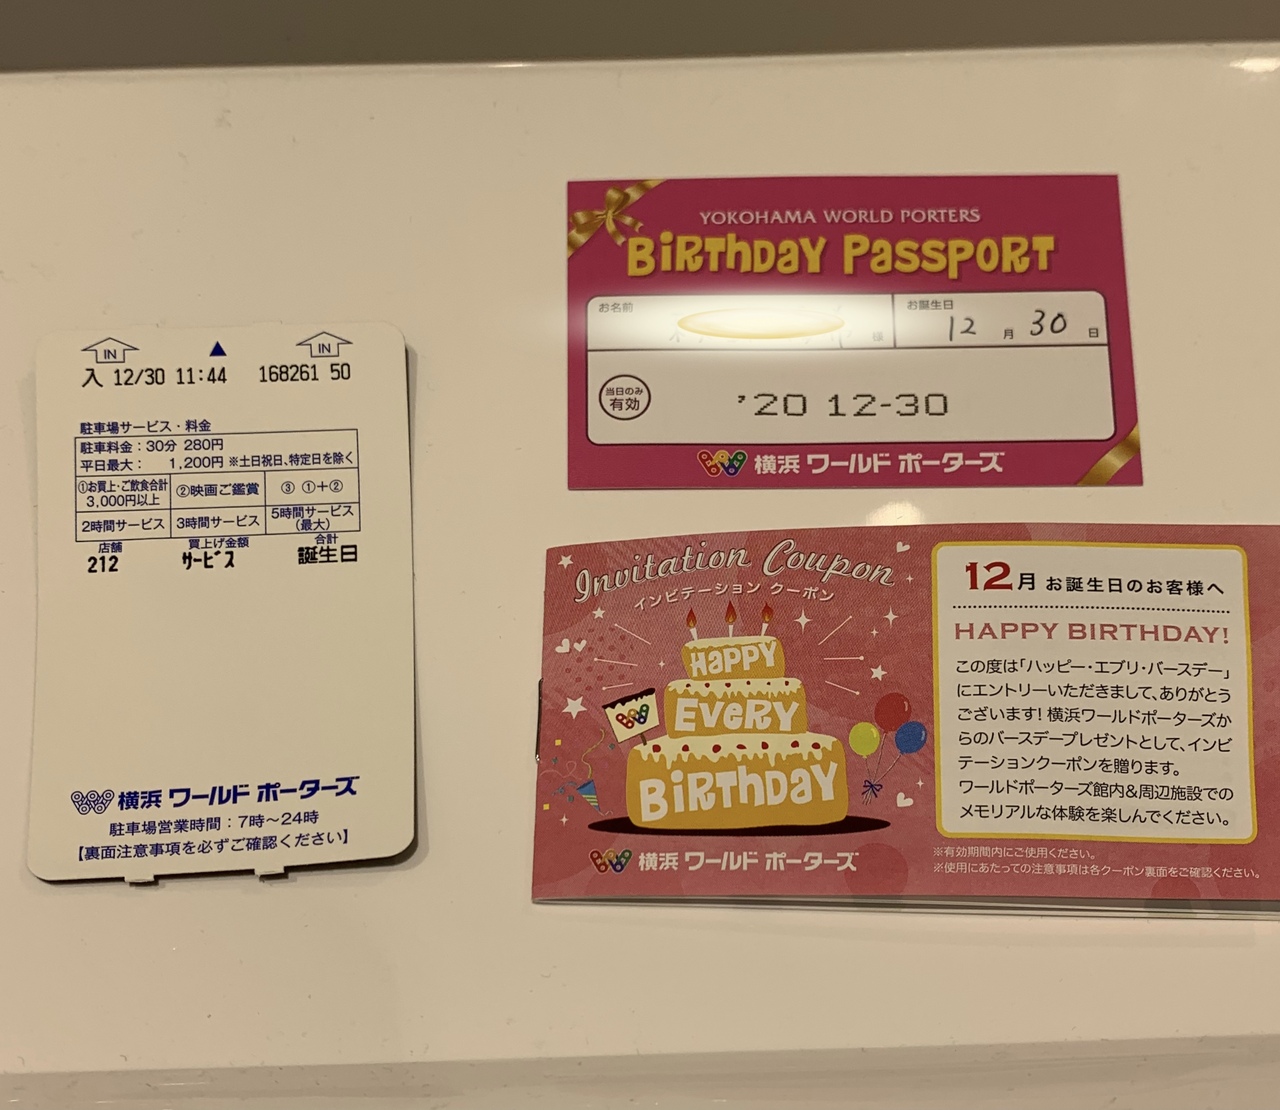 IN
IN
入 12/30 11:44 168261 50
駐車場サービス・料金
駐車料金：30分 280円
平日最大： 1,200円 ※土日祝日、特定日を除く
①お買上・ご飲食合計 3,000円以上
②映画ご鑑賞
③ ①+②
2時間サービス
3時間サービス
5時間サービス (最大)
店舗 買上げ金額 合計
212 サービス 誕生日
横浜 ワールド ポーターズ
駐車場営業時間：7時〜24時
【裏面注意事項を必ずご確認ください】
YOKOHAMA WORLD PORTERS
BiRThDAY PASSPORT
お名前
様
お誕生日
12 月 30 日
当日のみ
有効
'20 12-30
横浜 ワールド ポーターズ
Invitation Coupon
インビテーション クーポン
HAPPY
EVERY
BiRThDAY
横浜 ワールド ポーターズ
12月 お誕生日のお客様へ
HAPPY BIRTHDAY!
この度は「ハッピー・エブリ・バースデー」
にエントリーいただきまして、ありがとう
ございます！横浜ワールドポーターズか
らのバースデープレゼントとして、インビ
テーションクーポンを贈ります。
ワールドポーターズ館内&周辺施設での
メモリアルな体験を楽しんでください。
※有効期間内にご使用ください。
※使用にあたっての注意事項は各クーポン裏面をご確認ください。